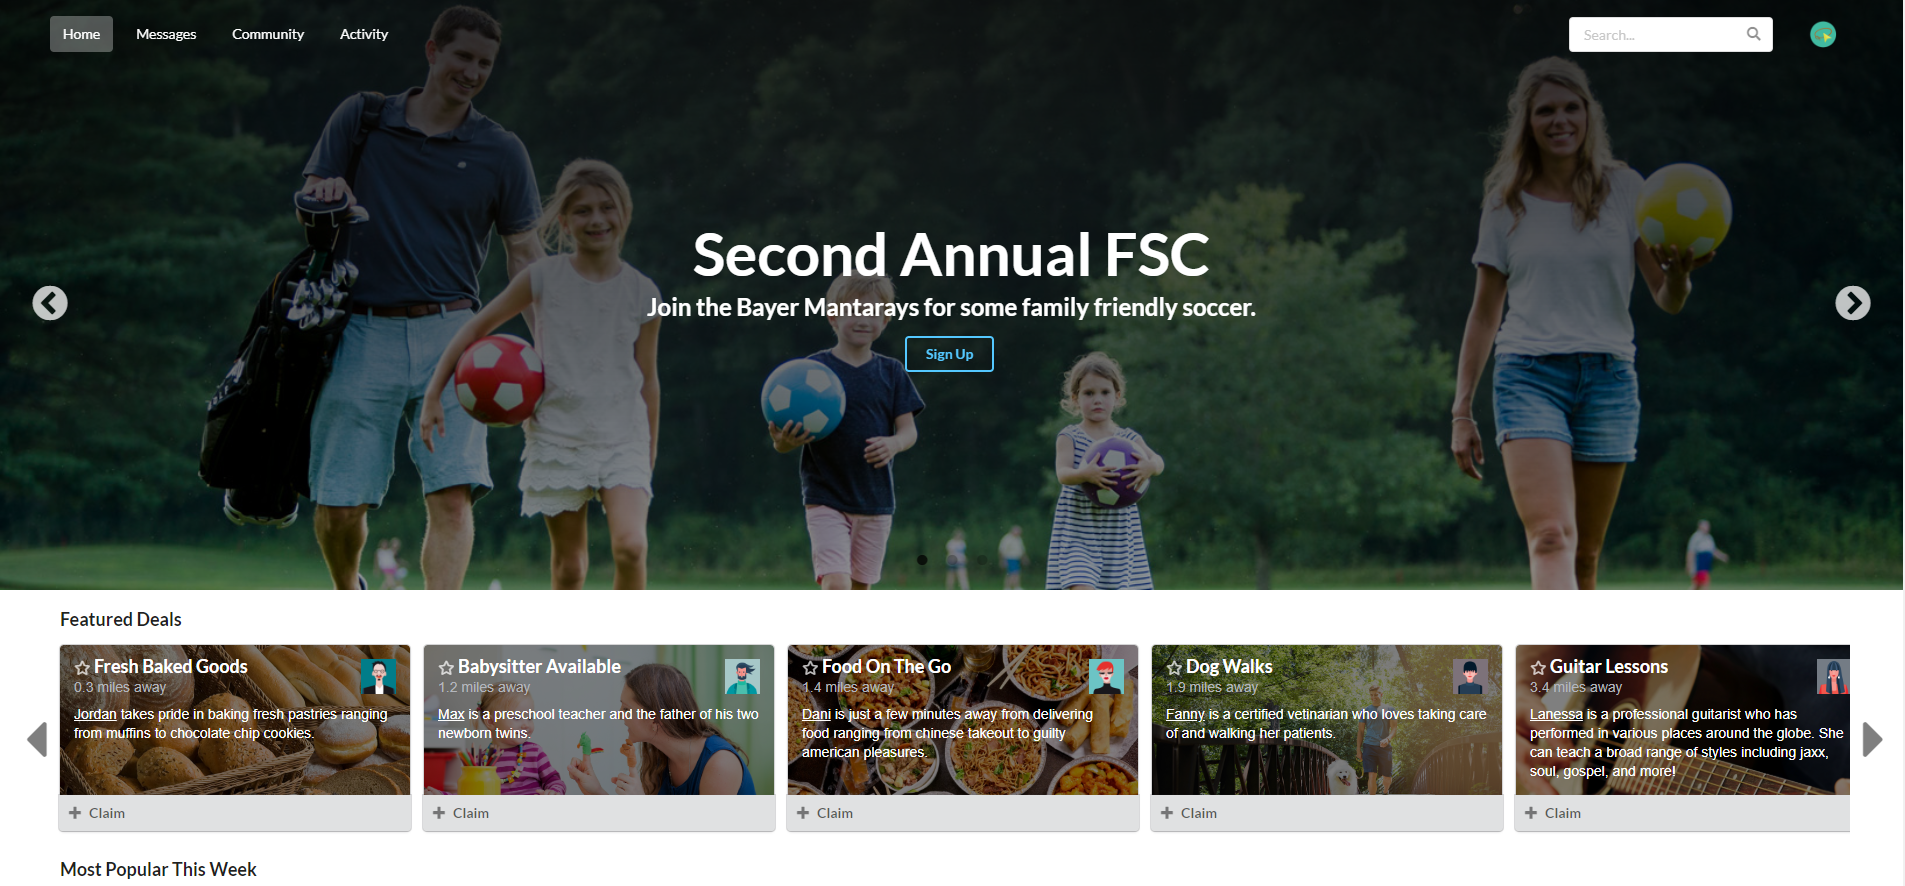 Home Messages Community Activity Search...
Second Annual FSC
Join the Bayer Mantarays for some family friendly soccer.
Sign Up
Featured Deals
Fresh Baked Goods
0.3 miles away
Jordan takes pride in baking fresh pastries ranging
from muffins to chocolate chip cookies.
Claim
Babysitter Available
1.2 miles away
Max is a preschool teacher and the father of his two
newborn twins.
Claim
Food On The Go
1.4 miles away
Dani is just a few minutes away from delivering
food ranging from chinese takeout to guilty
american pleasures.
Claim
Dog Walks
1.9 miles away
Fanny is a certified vetinarian who loves taking care
of and walking her patients.
Claim
Guitar Lessons
3.4 miles away
Lanessa is a professional guitarist who has
performed in various places around the globe. She
can teach a broad range of styles including jaxx,
soul, gospel, and more!
Claim
Most Popular This Week